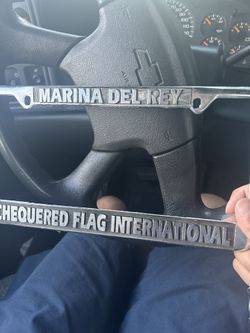 MARINA DEL REY
CHEQUERED FLAG INTERNATIONAL